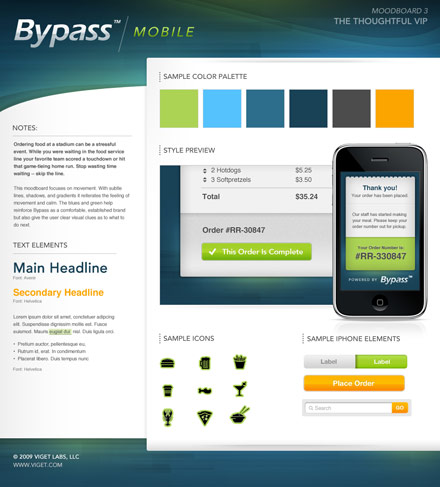 MOODBOARD 3
THE THOUGHTFUL VIP
Bypass™ MOBILE
NOTES:
Ordering food at a stadium can be a stressful
event. While you were waiting in the food service
line your favorite team scored a touchdown or hit
that game-ending home run. Stop wasting time
waiting – skip the line.
This moodboard focuses on movement. With subtle
lines, shadows, and gradients it reiterates the feeling of
movement and calm. The blues and green help
reinforce Bypass as a comfortable, established brand
but also give the user clear visual clues as to what to
do next.
TEXT ELEMENTS
Main Headline
Font: Avenir
Secondary Headline
Font: Helvetica
Lorem ipsum dolor sit amet, consectetuer adipiscing
elit. Suspendisse dignissim mollis est. Fusce
euismod. Mauris eugiat dui, nisl. Duis ligula orci
• Pretium auctor, pellentesque eu,
• Rutrum id, erat. In condimentum
• Placerat libero. Duis tempus nunc
Font: Helvetica
© 2009 VIGET LABS, LLC
WWW.VIGET.COM
SAMPLE COLOR PALETTE
STYLE PREVIEW
2 Hotdogs $5.25
3 Softpretzels $3.50
Total $35.24
Order #RR-30847
This Order Is Complete
Thank you!
Your order has been placed.
Our staff has started making
your meal. Please keep your
order number out for pickup.
Your Order Number Is:
#RR-330847
POWERED BY Bypass™
SAMPLE ICONS
SAMPLE IPHONE ELEMENTS
Label Label
Place Order
Search GO